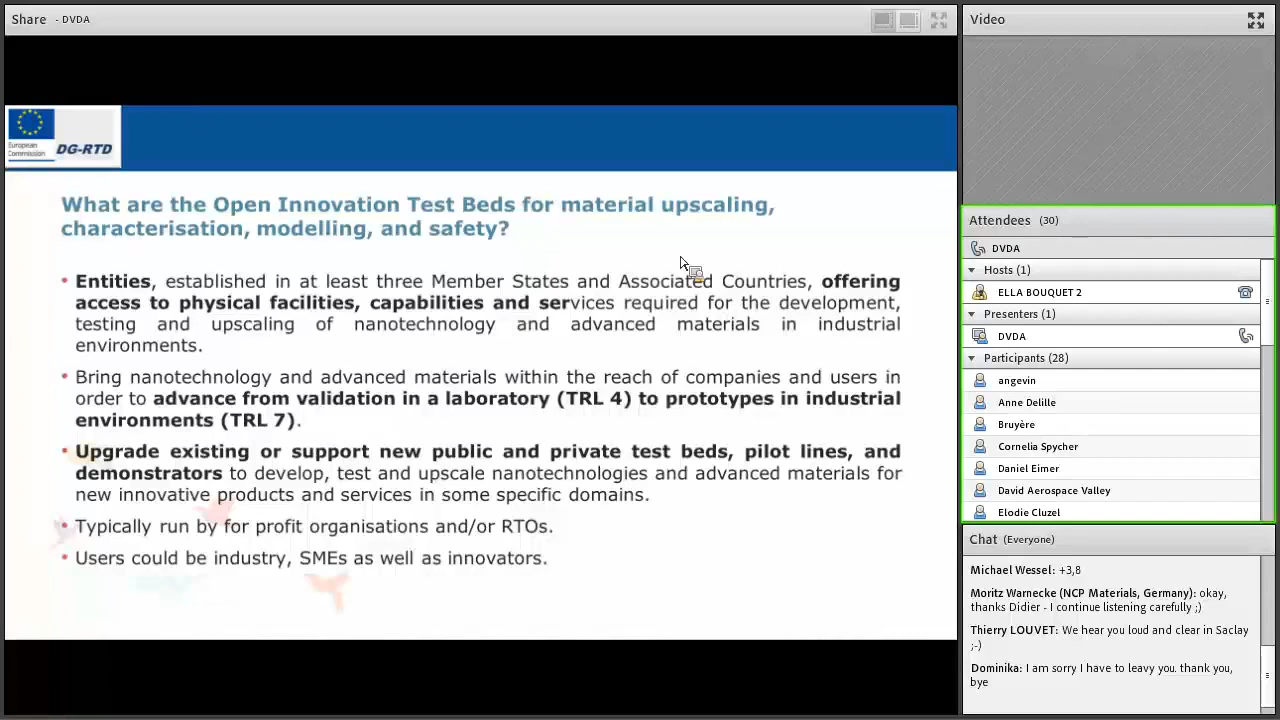 Share - DVDA
European
Commission
DG-RTD
What are the Open Innovation Test Beds for material upscaling,
characterisation, modelling, and safety?
• Entities, established in at least three Member States and Associated Countries, offering
access to physical facilities, capabilities and services required for the development,
testing and upscaling of nanotechnology and advanced materials in industrial
environments.
• Bring nanotechnology and advanced materials within the reach of companies and users in
order to advance from validation in a laboratory (TRL 4) to prototypes in industrial
environments (TRL 7).
• Upgrade existing or support new public and private test beds, pilot lines, and
demonstrators to develop, test and upscale nanotechnologies and advanced materials for
new innovative products and services in some specific domains.
• Typically run by for profit organisations and/or RTOs.
• Users could be industry, SMEs as well as innovators.
Video
Attendees (30)
DVDA
Hosts (1)
ELLA BOUQUET 2
Presenters (1)
DVDA
Participants (28)
angevin
Anne Delille
Bruyère
Cornelia Spycher
Daniel Eimer
David Aerospace Valley
Elodie Cluzel
Chat (Everyone)
Michael Wessel: +3,8
Moritz Warnecke (NCP Materials, Germany): okay,
thanks Didier - I continue listening carefully ;)
Thierry LOUVET: We hear you loud and clear in Saclay
;-)
Dominika: I am sorry I have to leavy you. thank you,
bye